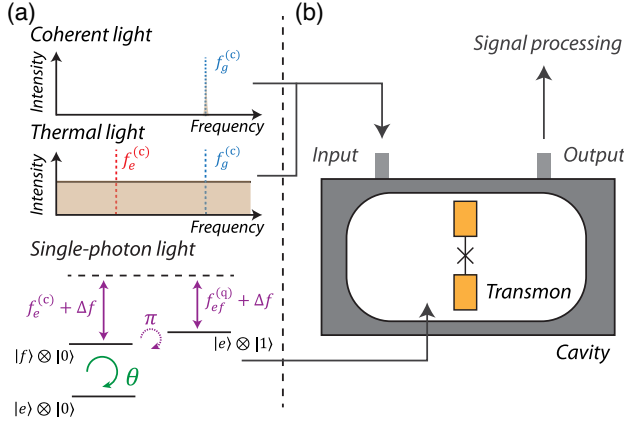 (a)
Coherent light
Intensity
f_g^(c)
Frequency
Thermal light
Intensity
f_e^(c)
f_g^(c)
Frequency
Single-photon light
f_e^(c) + Δf
π
f_ef^(q) + Δf
|f⟩ ⊗ |0⟩
|e⟩ ⊗ |1⟩
θ
|e⟩ ⊗ |0⟩
(b)
Signal processing
Input
Output
Transmon
Cavity